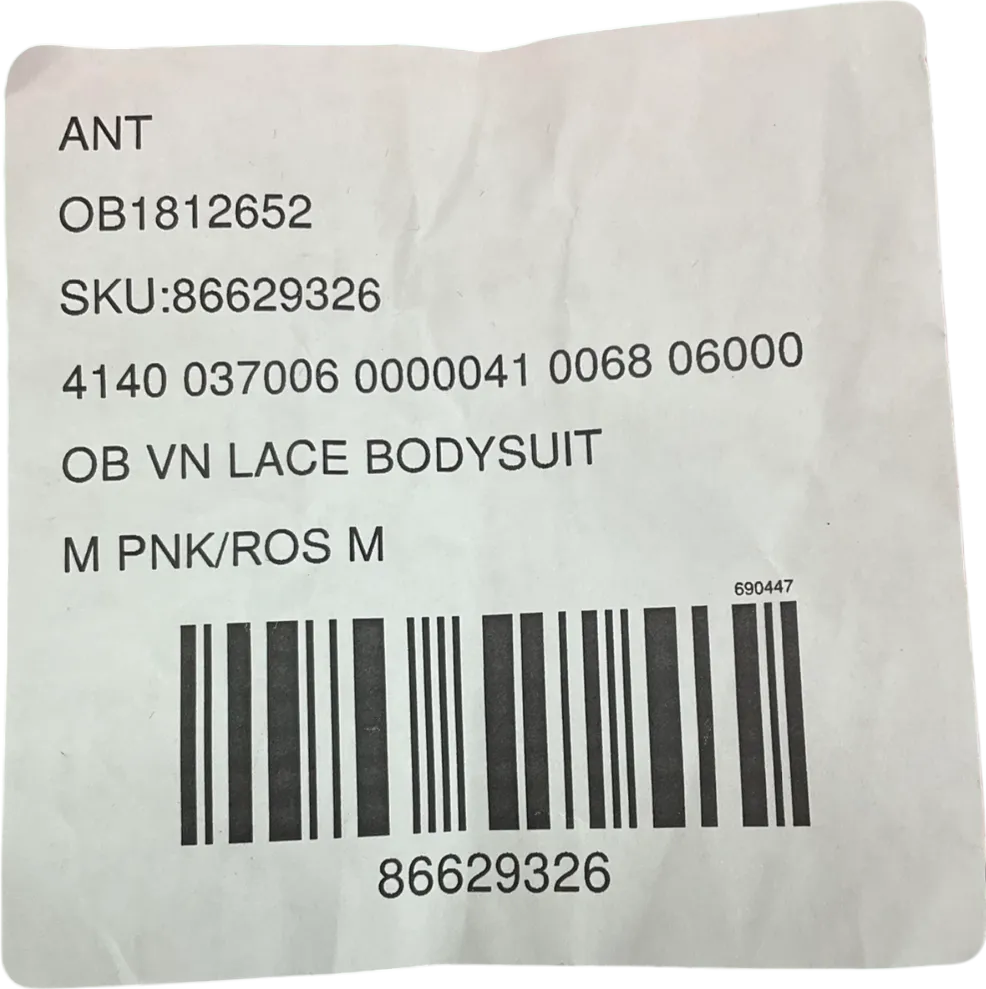 ANT
OB1812652
SKU:86629326
4140 037006 0000041 0068 06000
OB VN LACE BODYSUIT
M PNK/ROS M
690447
86629326